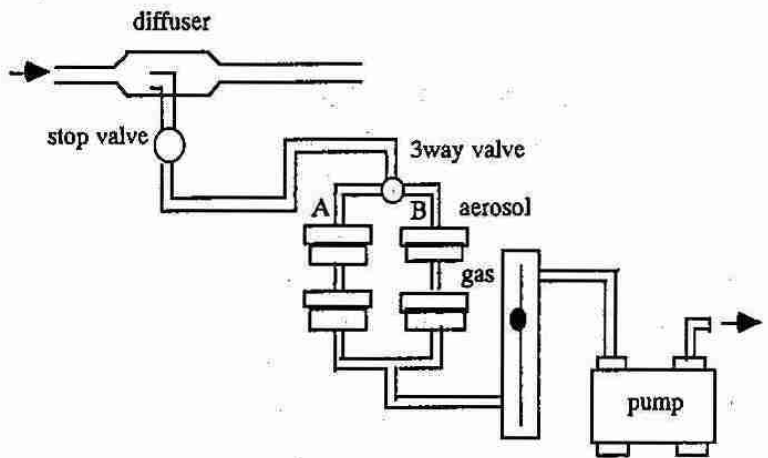 diffuser
stop valve
3way valve
A
B
aerosol
gas
pump